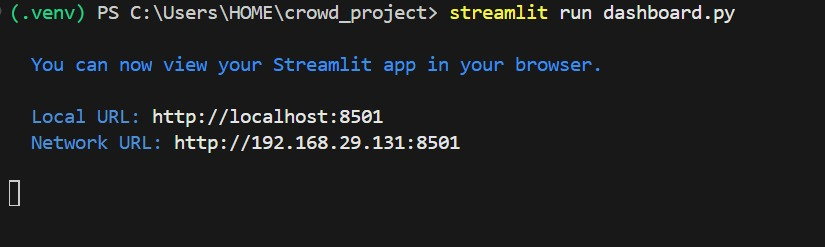 (.venv) PS C:\Users\HOME\crowd_project> streamlit run dashboard.py
You can now view your Streamlit app in your browser.
Local URL: http://localhost:8501
Network URL: http://192.168.29.131:8501